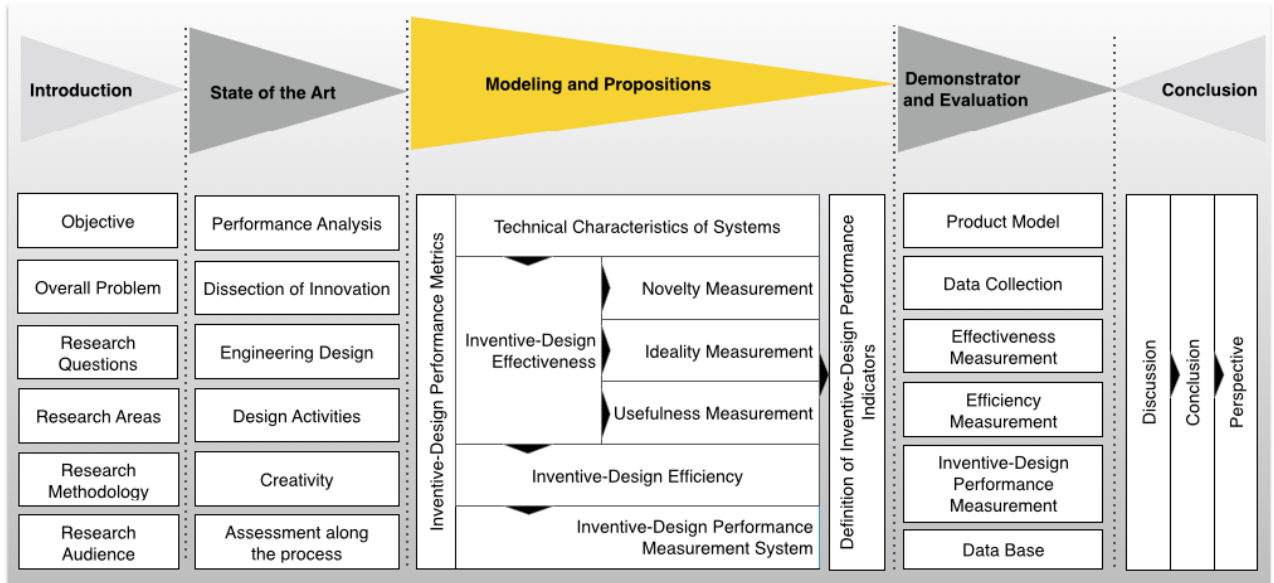 Introduction
State of the Art
Modeling and Propositions
Demonstrator
and Evaluation
Conclusion
Objective
Overall Problem
Research
Questions
Research Areas
Research
Methodology
Research
Audience
Performance Analysis
Dissection of Innovation
Engineering Design
Design Activities
Creativity
Assessment along
the process
Inventive-Design Performance Metrics
Technical Characteristics of Systems
Inventive-Design
Effectiveness
Novelty Measurement
Ideality Measurement
Usefulness Measurement
Inventive-Design Efficiency
Inventive-Design Performance
Measurement System
Definition of Inventive-Design Performance
Indicators
Product Model
Data Collection
Effectiveness
Measurement
Efficiency
Measurement
Inventive-Design
Performance
Measurement
Data Base
Discussion
Conclusion
Perspective